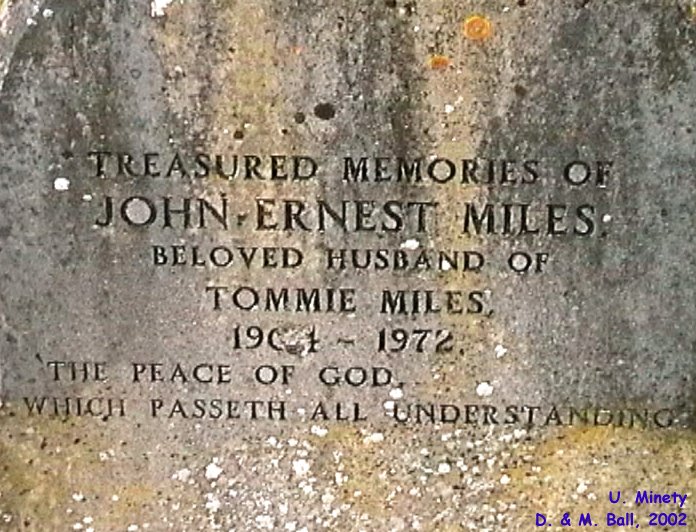 TREASURED MEMORIES OF
JOHN ERNEST MILES.
BELOVED HUSBAND OF
TOMMIE MILES,
1904 – 1972.
'THE PEACE OF GOD,
WHICH PASSETH ALL UNDERSTANDING
U. Minety
D. & M. Ball, 2002